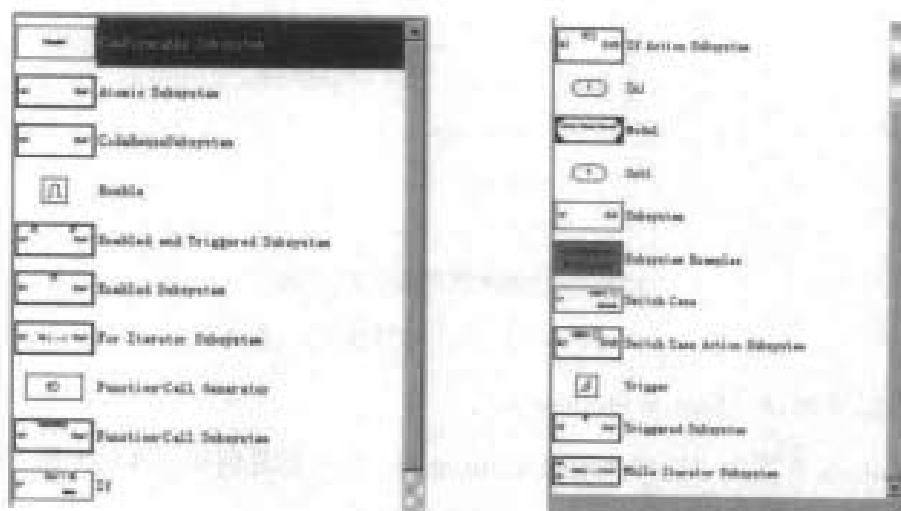 Configurable Subsystem
Atomic Subsystem
CodeReuseSubsystem
Enable
Enabled and Triggered Subsystem
Enabled Subsystem
For Iterator Subsystem
Function-Call Generator
Function-Call Subsystem
If
If Action Subsystem
In1
Model
Out1
Subsystem
Subsystem Examples
Switch Case
Switch Case Action Subsystem
Trigger
Triggered Subsystem
While Iterator Subsystem